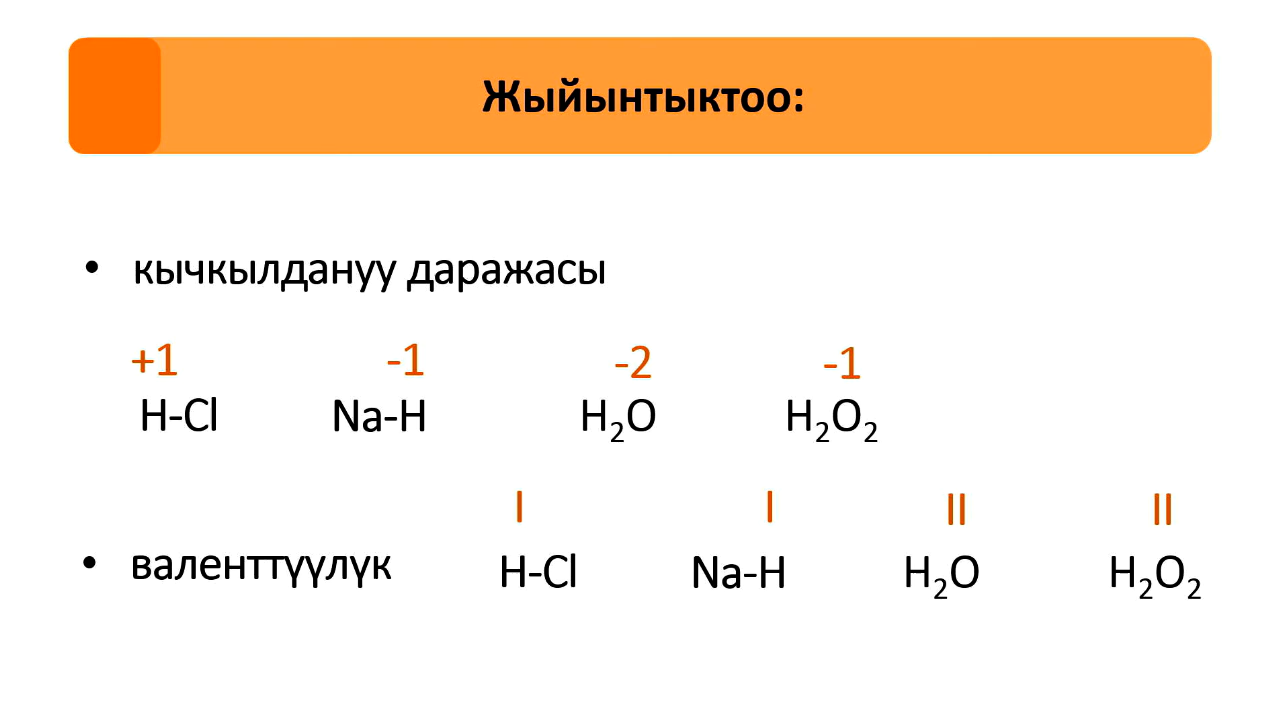 Жыйынтыктоо:
• кычкылдануу даражасы
+1 -1 -2 -1
H-Cl Na-H H₂O H₂O₂
I I II II
• валенттүүлүк H-Cl Na-H H₂O H₂O₂